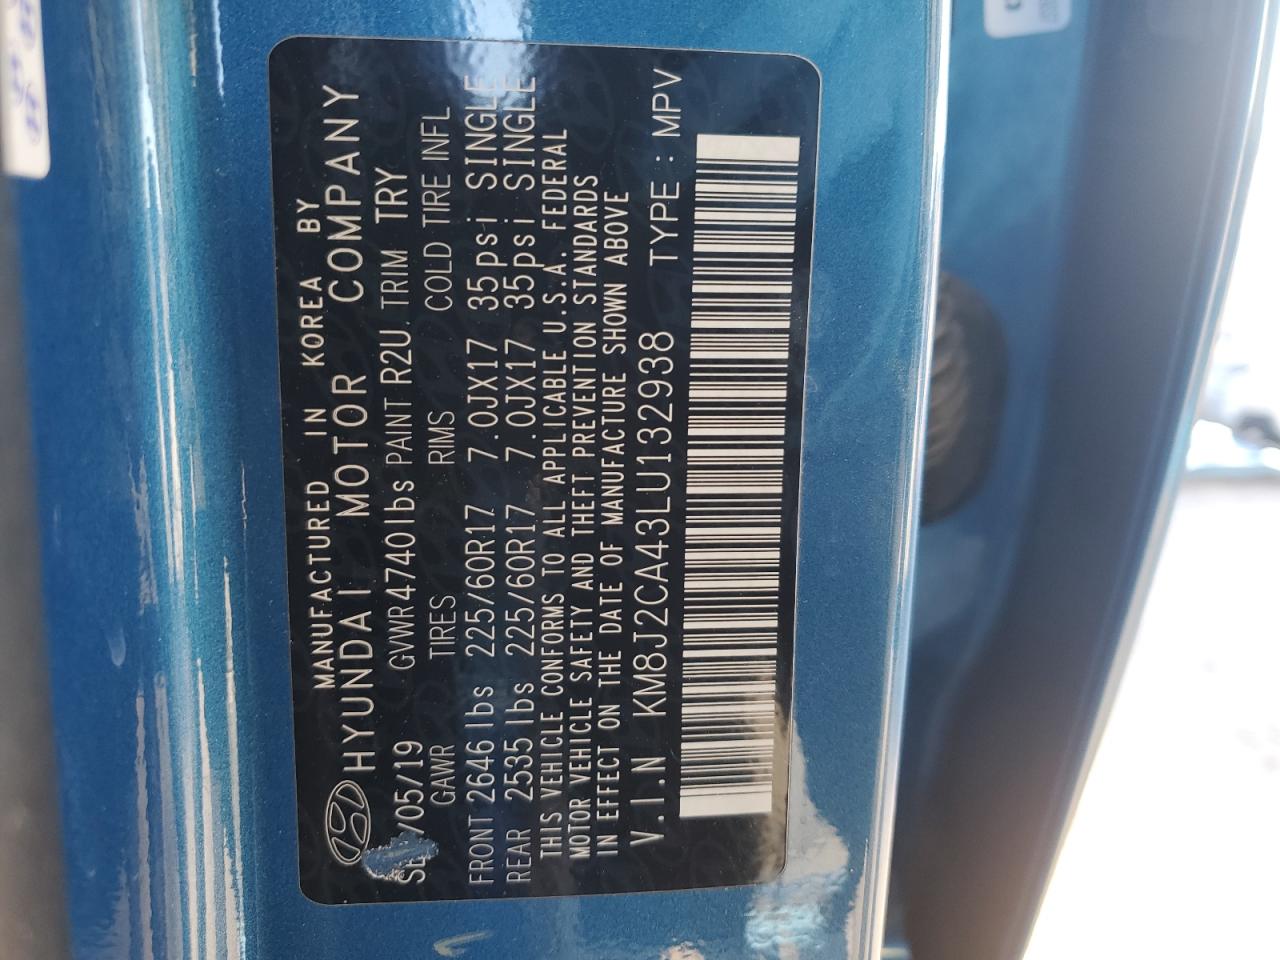 MANUFACTURED IN KOREA BY
HYUNDAI MOTOR COMPANY
/05/19 GVWR4740lbs PAINT R2U TRIM TRY
GAWR TIRES RIMS COLD TIRE INFL
FRONT 2646 lbs 225/60R17 7.0JX17 35psi SINGLE
REAR 2535 lbs 225/60R17 7.0JX17 35psi SINGLE
THIS VEHICLE CONFORMS TO ALL APPLICABLE U.S.A. FEDERAL
MOTOR VEHICLE SAFETY AND THEFT PREVENTION STANDARDS
IN EFFECT ON THE DATE OF MANUFACTURE SHOWN ABOVE
V.I.N KM8J2CA43LU132938 TYPE : MPV